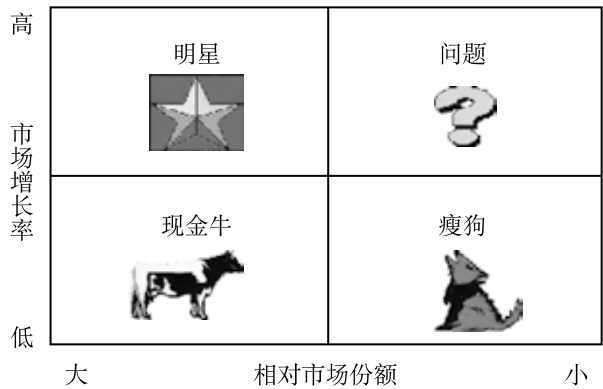 高
明星
问题
市场增长率
现金牛
瘦狗
低
大
相对市场份额
小